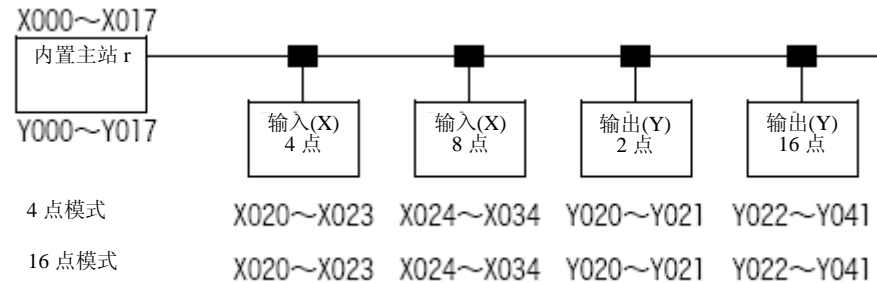 X000～X017
内置主站 r
Y000～Y017
输入(X)
4 点
输入(X)
8 点
输出(Y)
2 点
输出(Y)
16 点
4 点模式 X020～X023 X024～X034 Y020～Y021 Y022～Y041
16 点模式 X020～X023 X024～X034 Y020～Y021 Y022～Y041